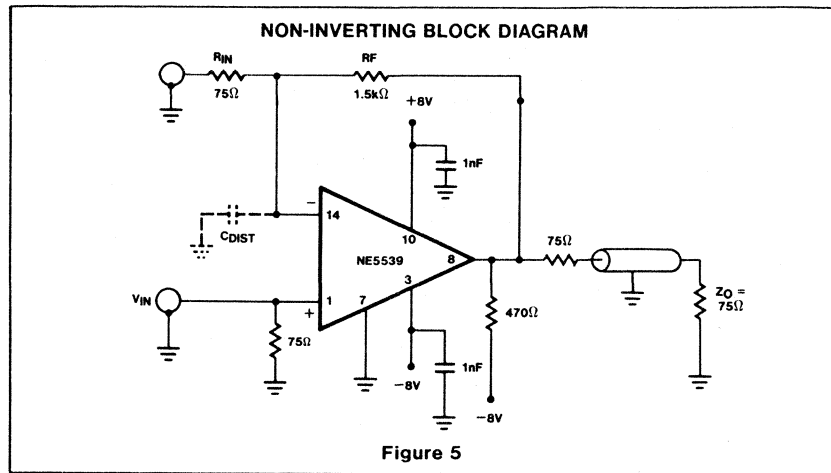 NON-INVERTING BLOCK DIAGRAM
RIN
75Ω
RF
1.5kΩ
+8V
1nF
CDIST
−
14
10
NE5539
8
75Ω
ZO =
75Ω
VIN
1
+
7
3
75Ω
470Ω
1nF
−8V
−8V
Figure 5